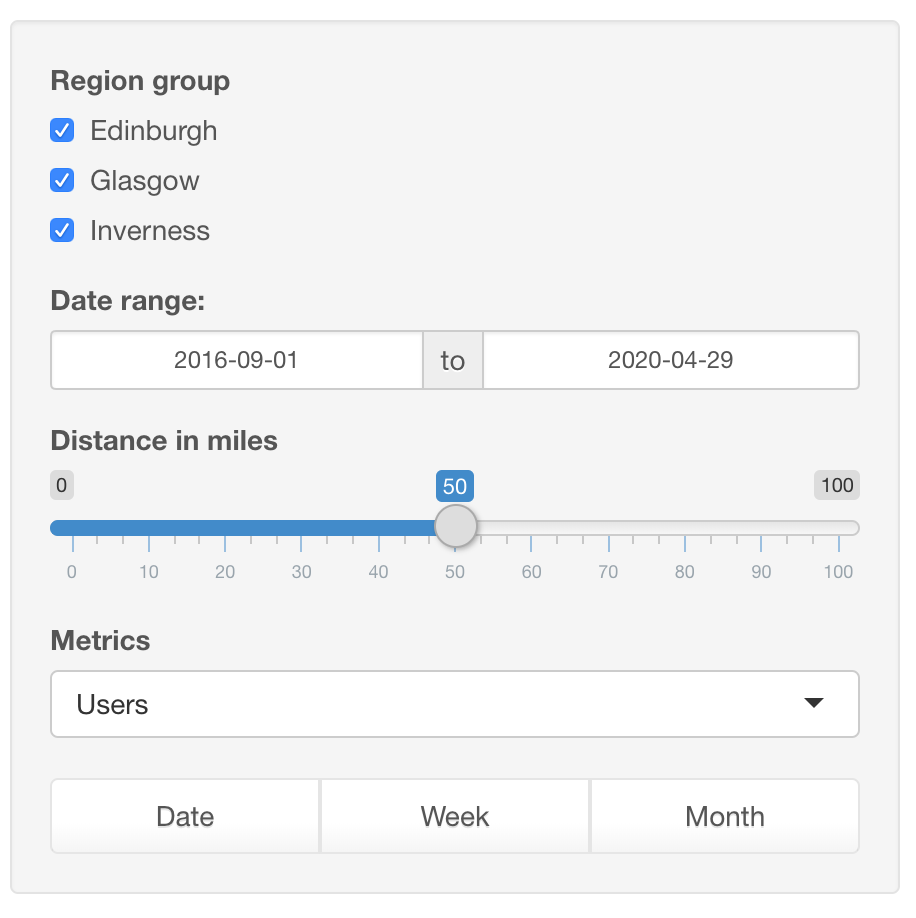 Region group
Edinburgh
Glasgow
Inverness
Date range:
2016-09-01 to 2020-04-29
Distance in miles
0 50 100
0 10 20 30 40 50 60 70 80 90 100
Metrics
Users
Date Week Month